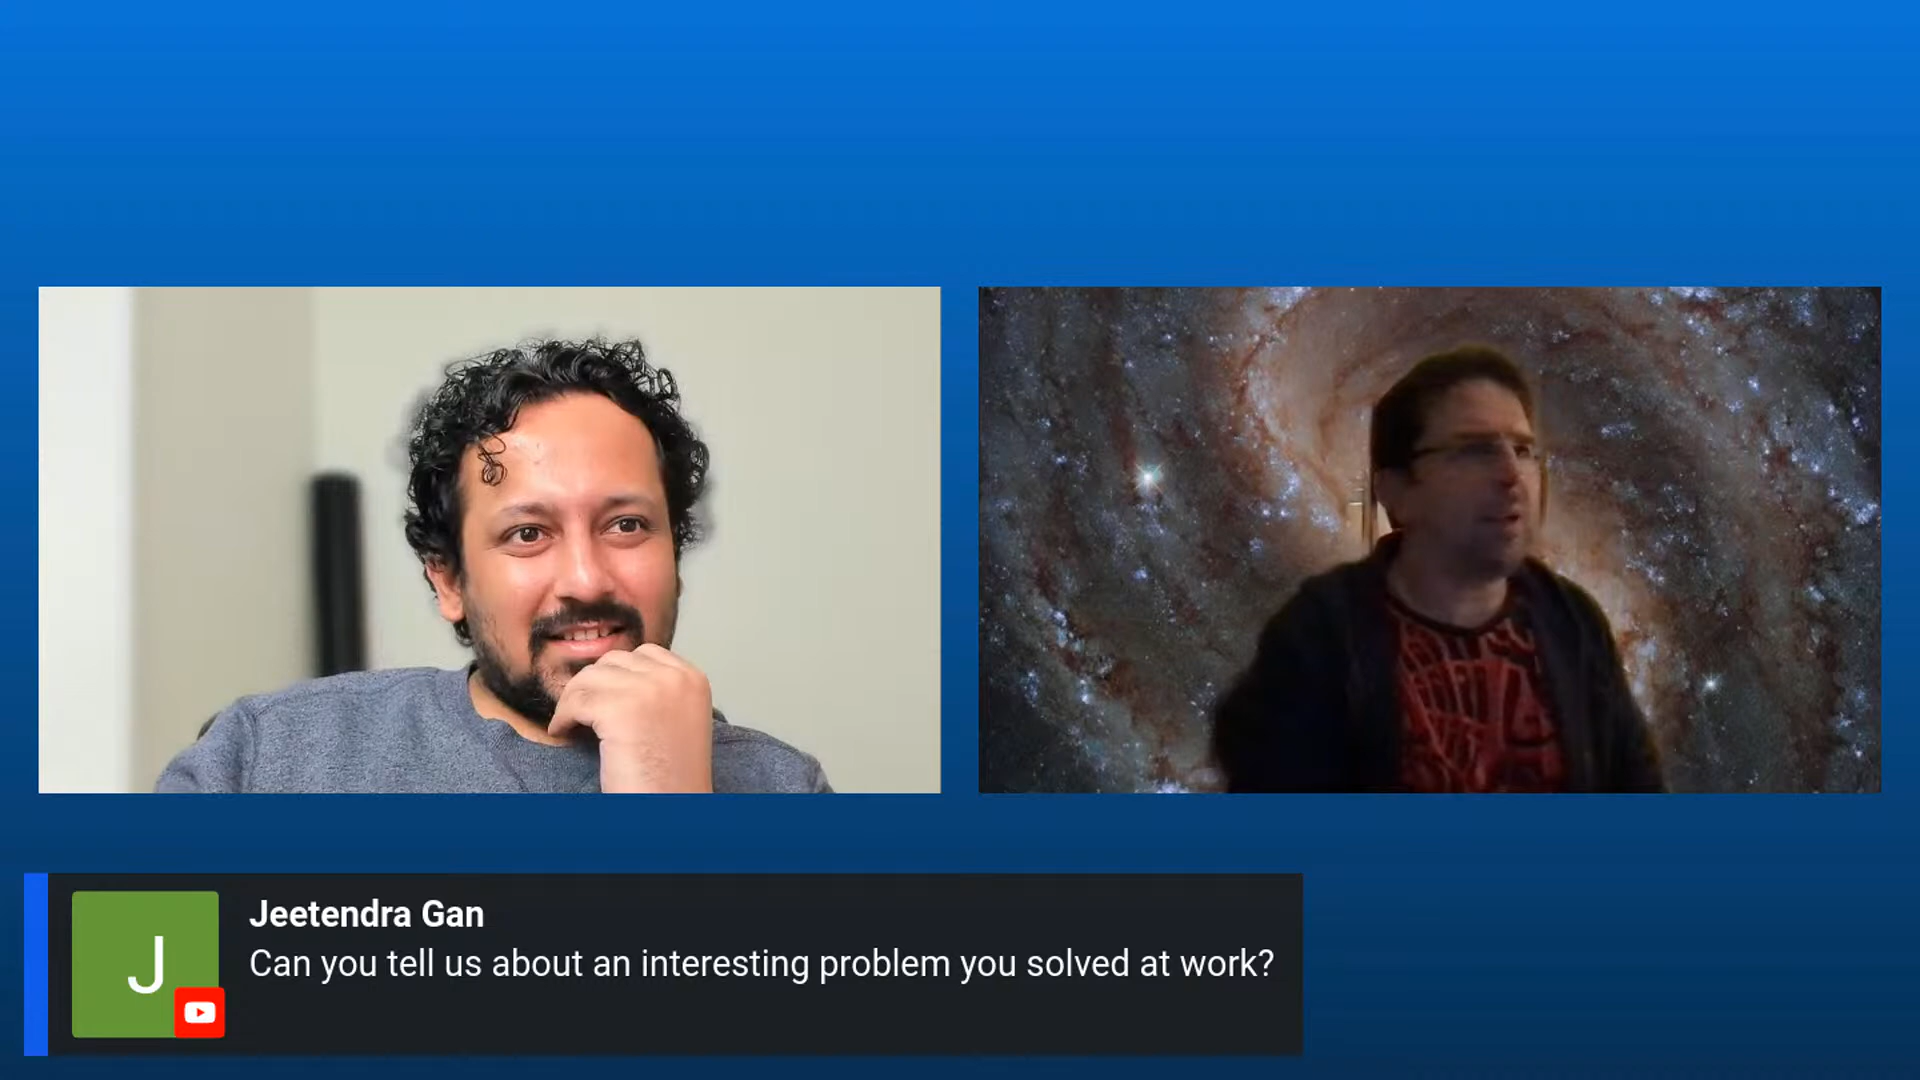 J
Jeetendra Gan
Can you tell us about an interesting problem you solved at work?